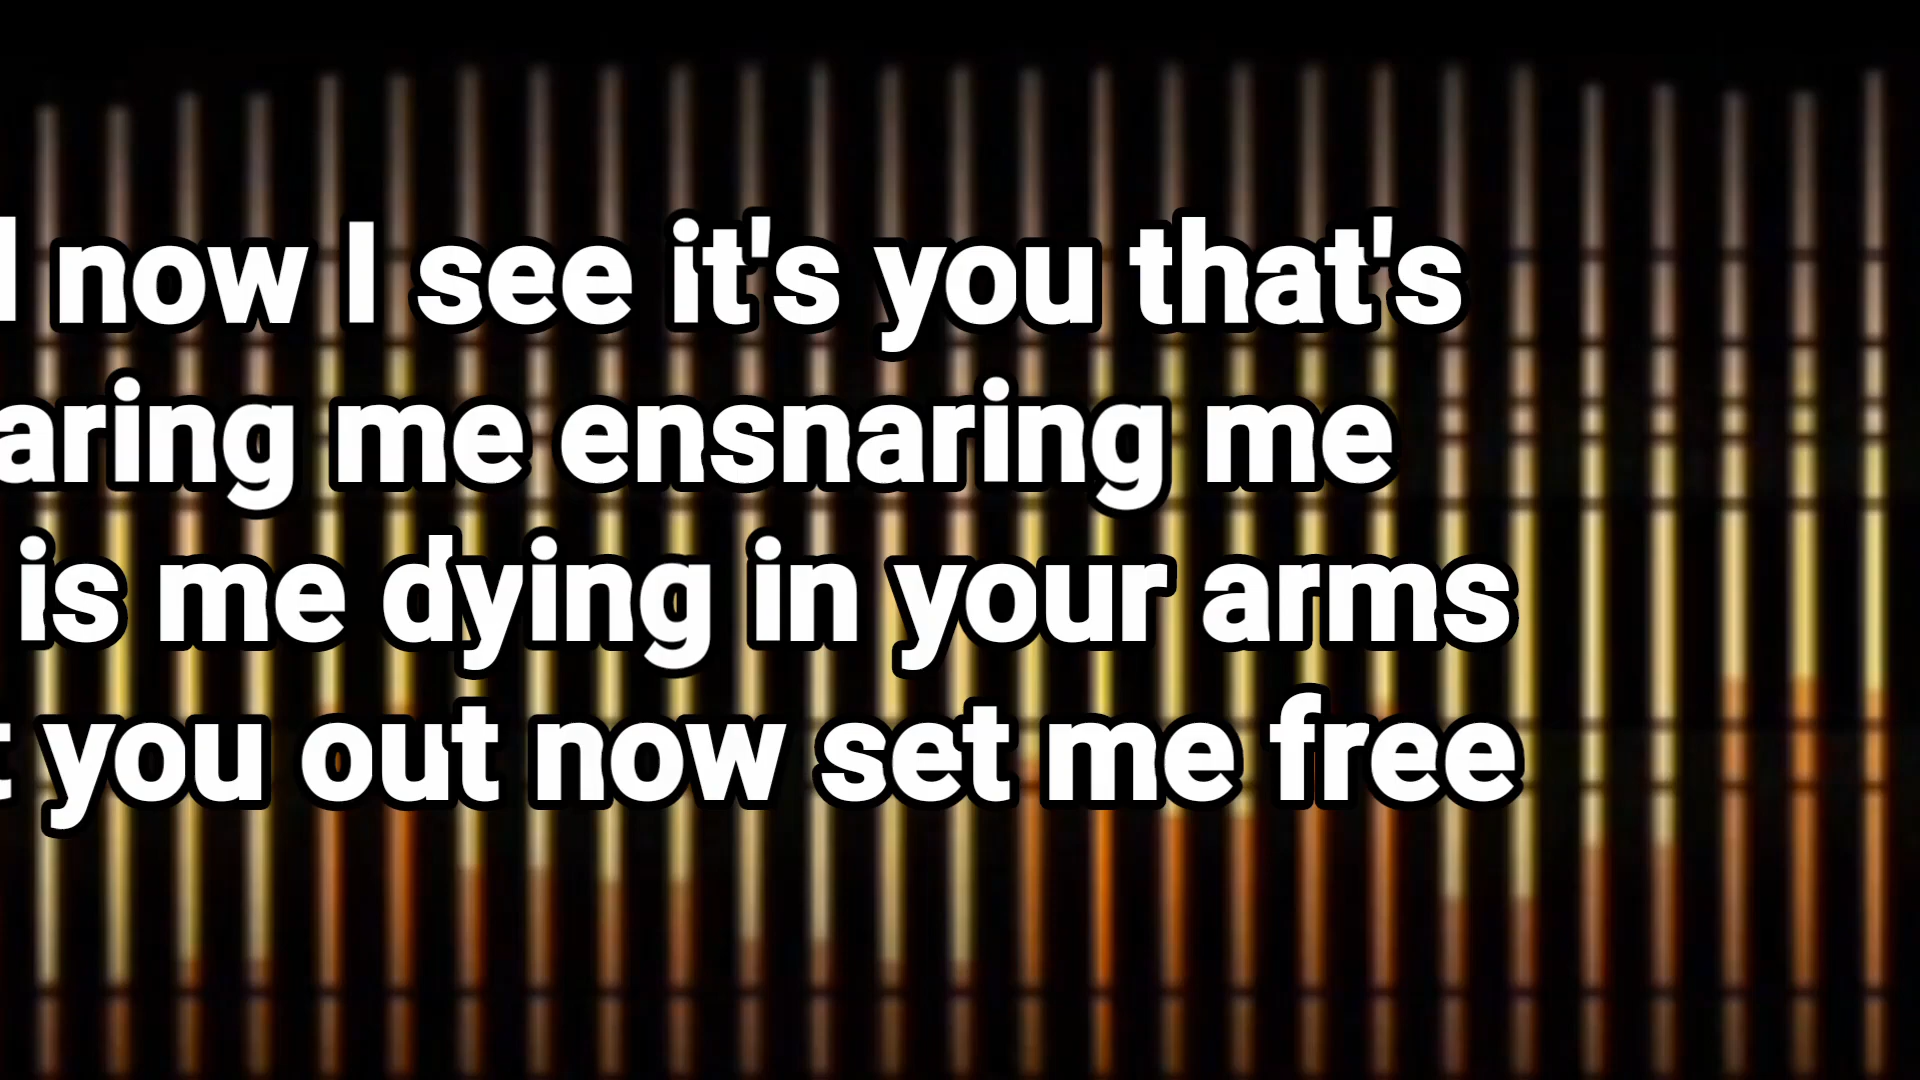 now I see it's you that's
aring me ensnaring me
is me dying in your arms
you out now set me free